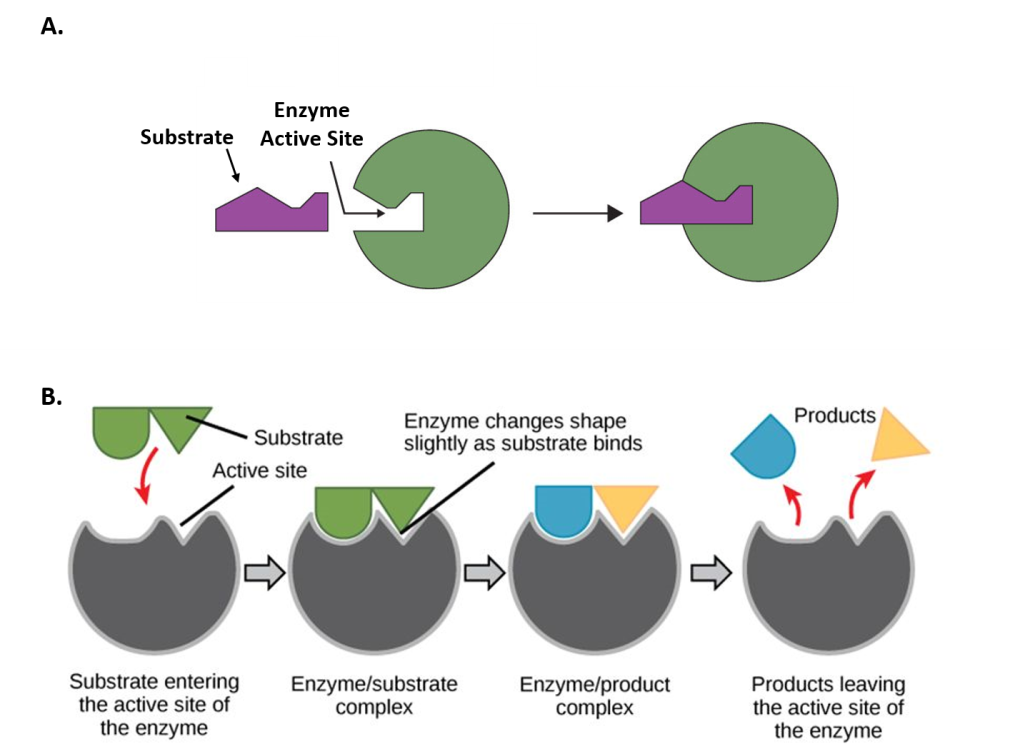 A.
Enzyme
Active Site
Substrate
B.
Substrate
Active site
Enzyme changes shape
slightly as substrate binds
Products
Substrate entering
the active site of
the enzyme
Enzyme/substrate
complex
Enzyme/product
complex
Products leaving
the active site of
the enzyme